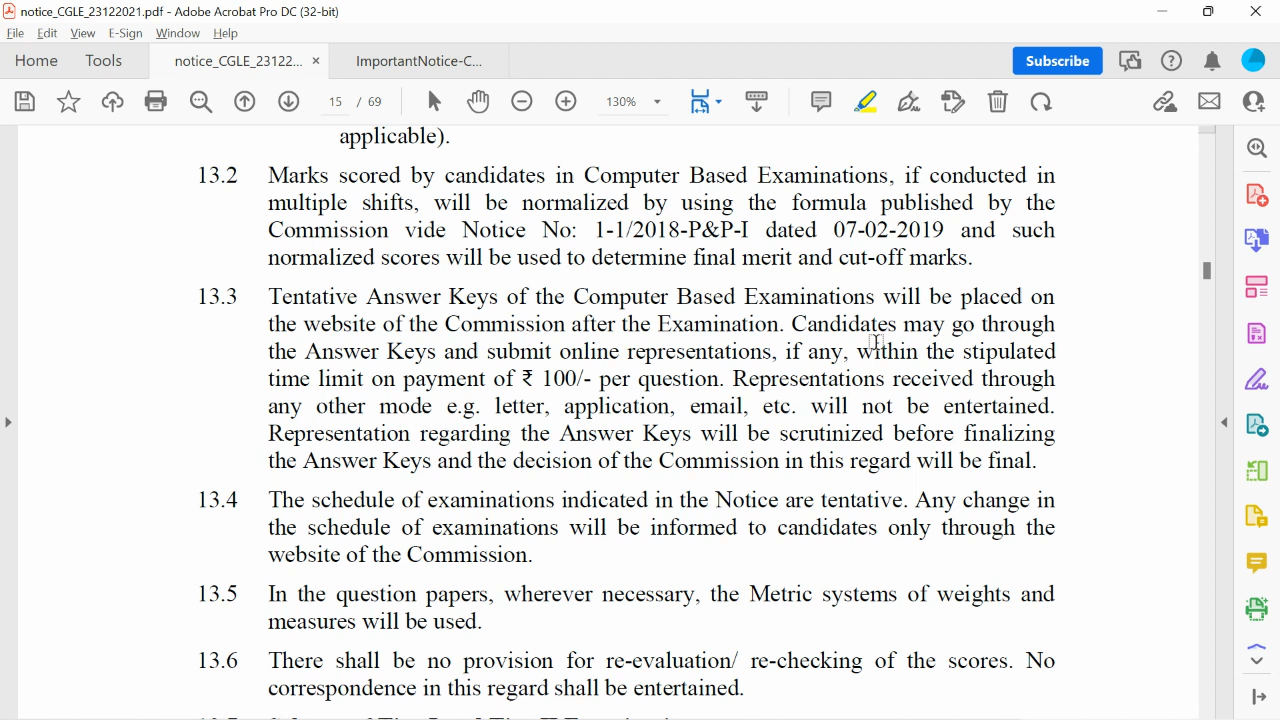 notice_CGLE_23122021.pdf - Adobe Acrobat Pro DC (32-bit)
File Edit View E-Sign Window Help
Home Tools notice_CGLE_23122... × ImportantNotice-C... Subscribe
15 / 69 130%
applicable).
13.2 Marks scored by candidates in Computer Based Examinations, if conducted in
multiple shifts, will be normalized by using the formula published by the
Commission vide Notice No: 1-1/2018-P&P-I dated 07-02-2019 and such
normalized scores will be used to determine final merit and cut-off marks.
13.3 Tentative Answer Keys of the Computer Based Examinations will be placed on
the website of the Commission after the Examination. Candidates may go through
the Answer Keys and submit online representations, if any, within the stipulated
time limit on payment of ₹ 100/- per question. Representations received through
any other mode e.g. letter, application, email, etc. will not be entertained.
Representation regarding the Answer Keys will be scrutinized before finalizing
the Answer Keys and the decision of the Commission in this regard will be final.
13.4 The schedule of examinations indicated in the Notice are tentative. Any change in
the schedule of examinations will be informed to candidates only through the
website of the Commission.
13.5 In the question papers, wherever necessary, the Metric systems of weights and
measures will be used.
13.6 There shall be no provision for re-evaluation/ re-checking of the scores. No
correspondence in this regard shall be entertained.